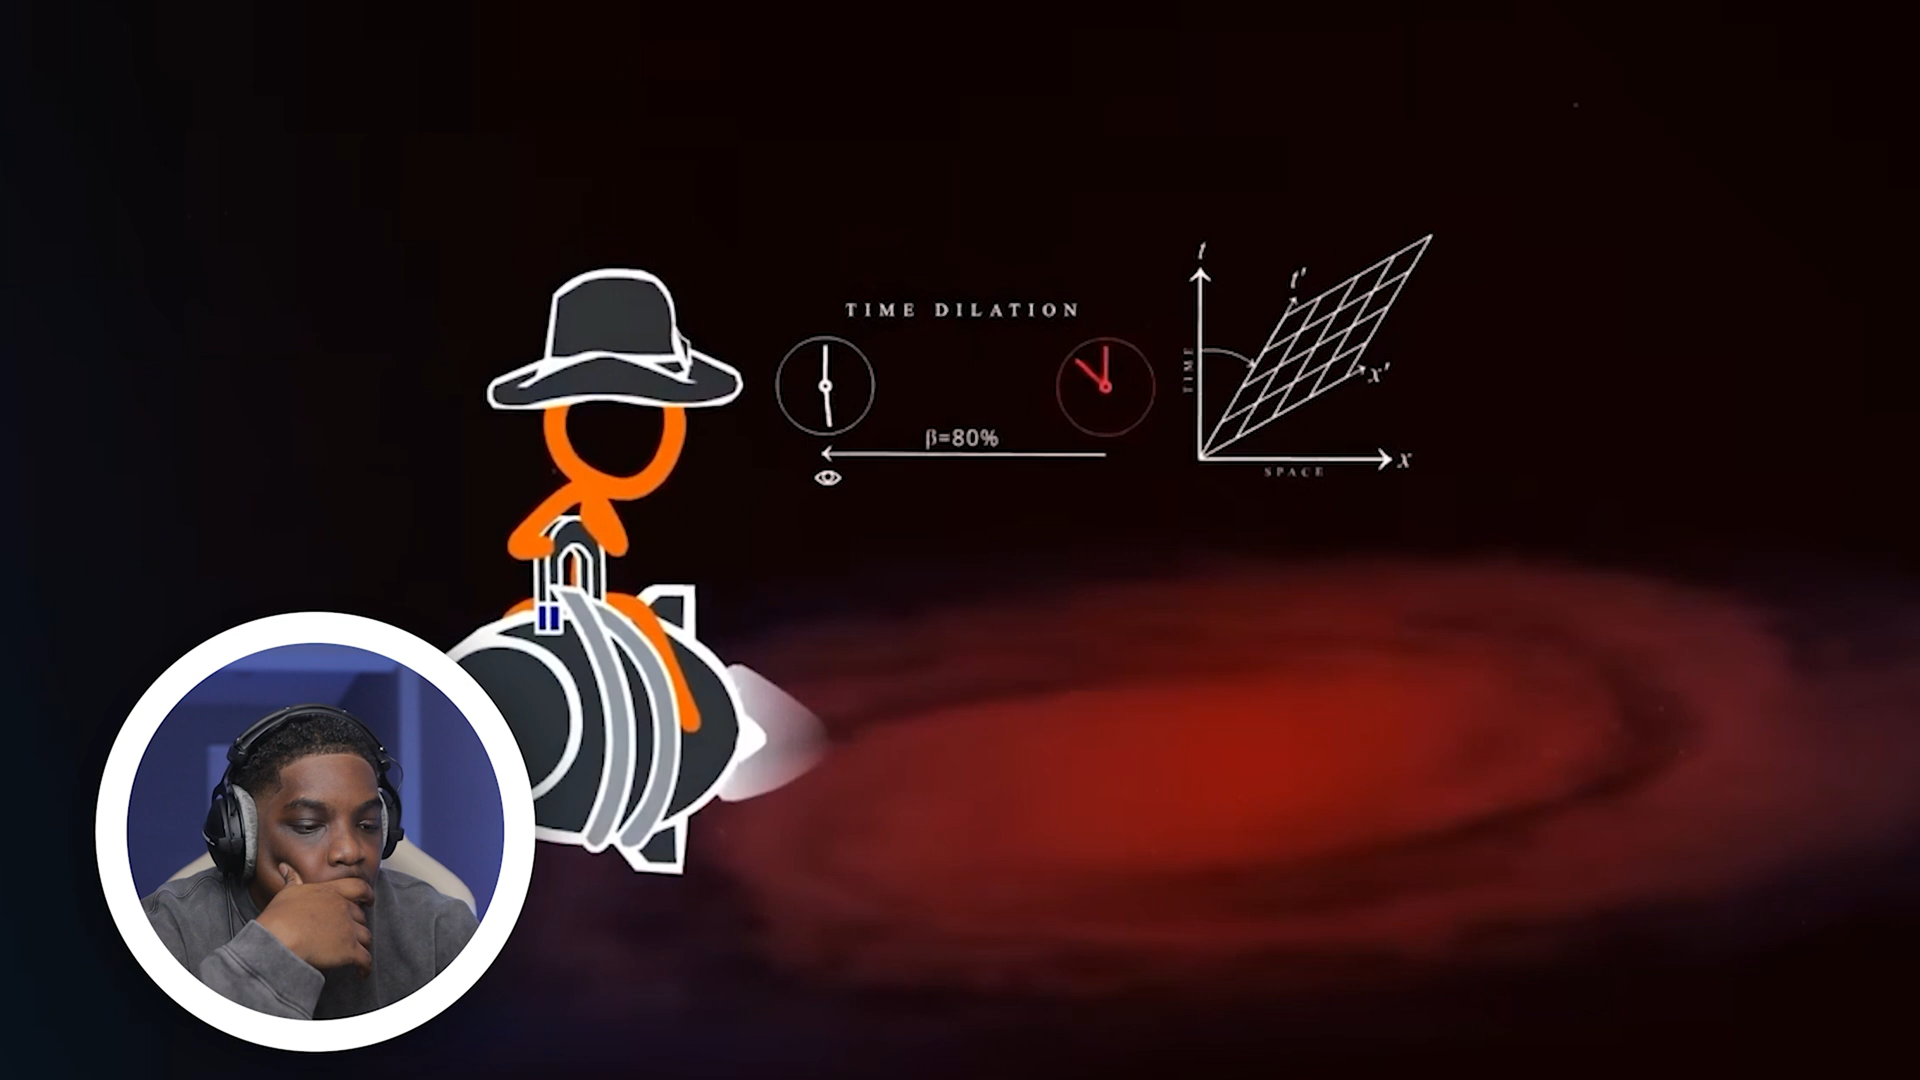 TIME DILATION
β=80%
t
t'
x'
TIME
x
SPACE